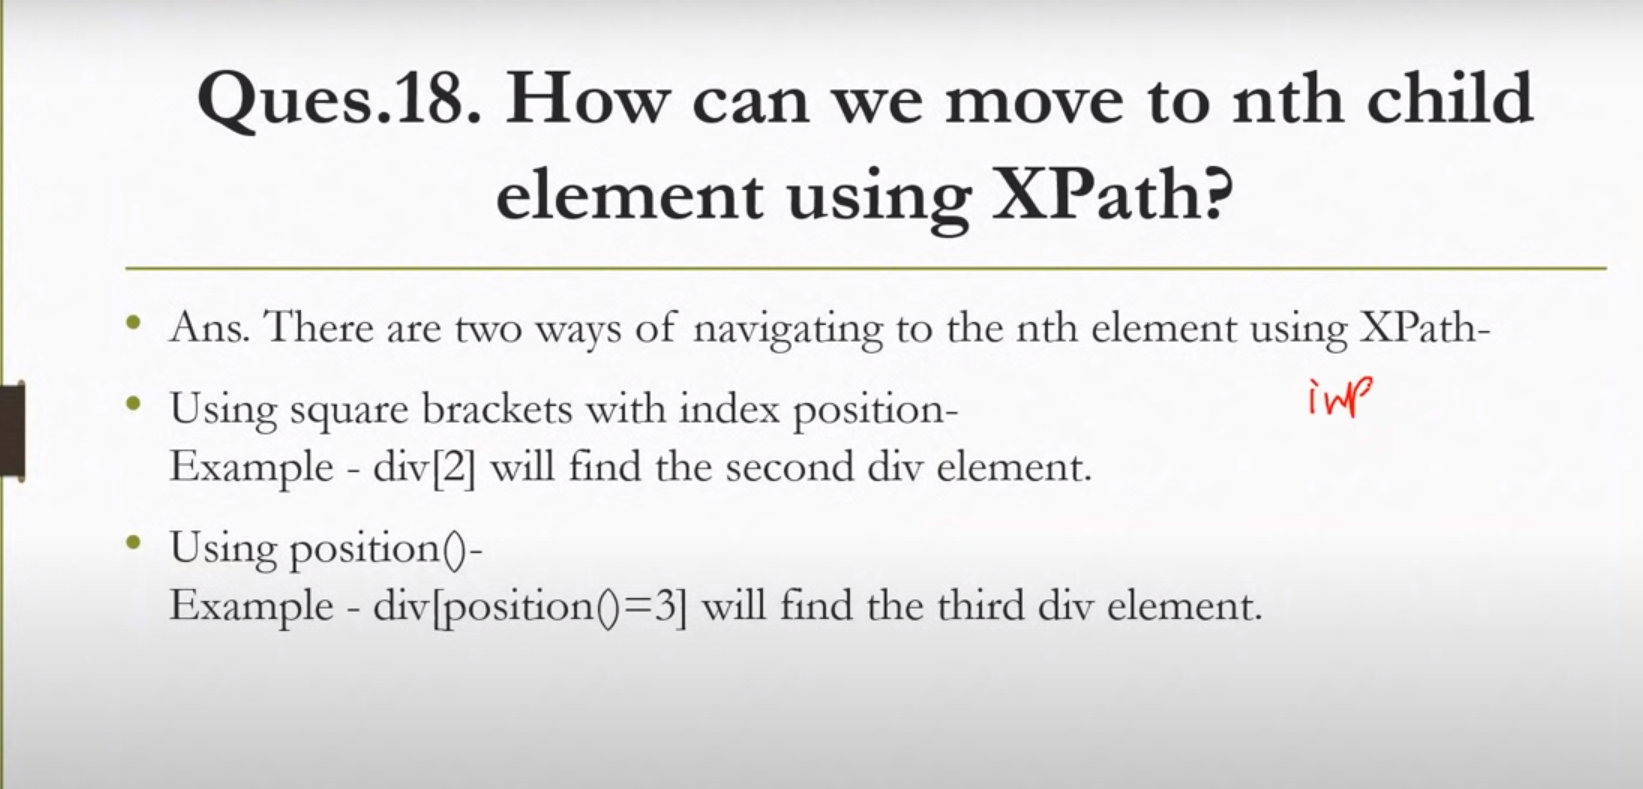 Ques.18. How can we move to nth child
element using XPath?
• Ans. There are two ways of navigating to the nth element using XPath-
imp
• Using square brackets with index position-
Example - div[2] will find the second div element.
• Using position()-
Example - div[position()=3] will find the third div element.